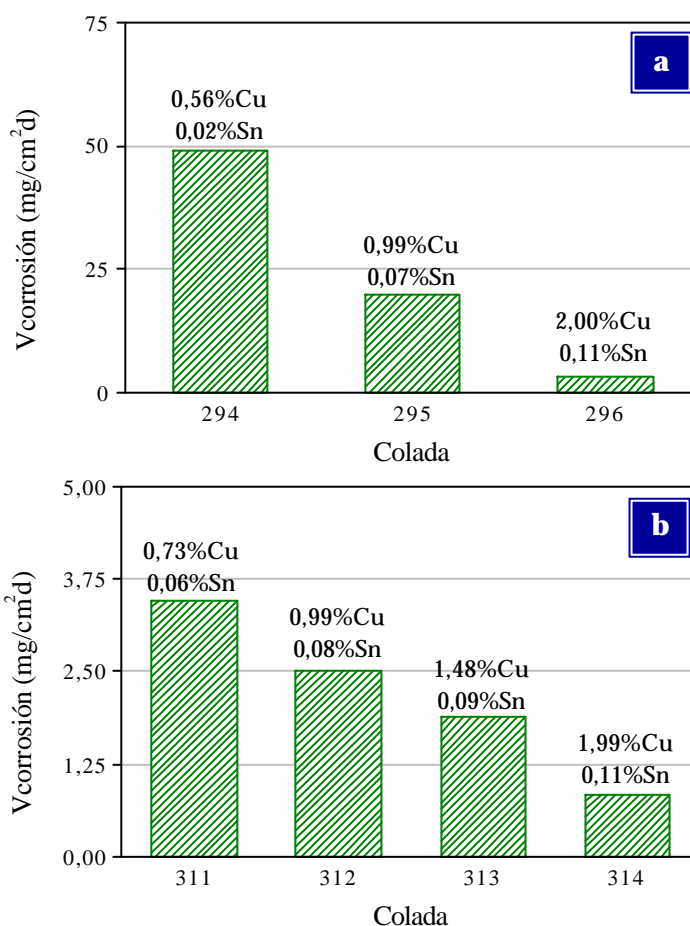 75
a
0,56%Cu
0,02%Sn
50
0,99%Cu
0,07%Sn
25
2,00%Cu
0,11%Sn
0
294 295 296
Vcorrosión (mg/cm²d)
Colada
5,00
b
0,73%Cu
0,06%Sn
3,75
0,99%Cu
0,08%Sn
2,50
1,48%Cu
0,09%Sn
1,99%Cu
0,11%Sn
1,25
0,00
311 312 313 314
Vcorrosión (mg/cm²d)
Colada